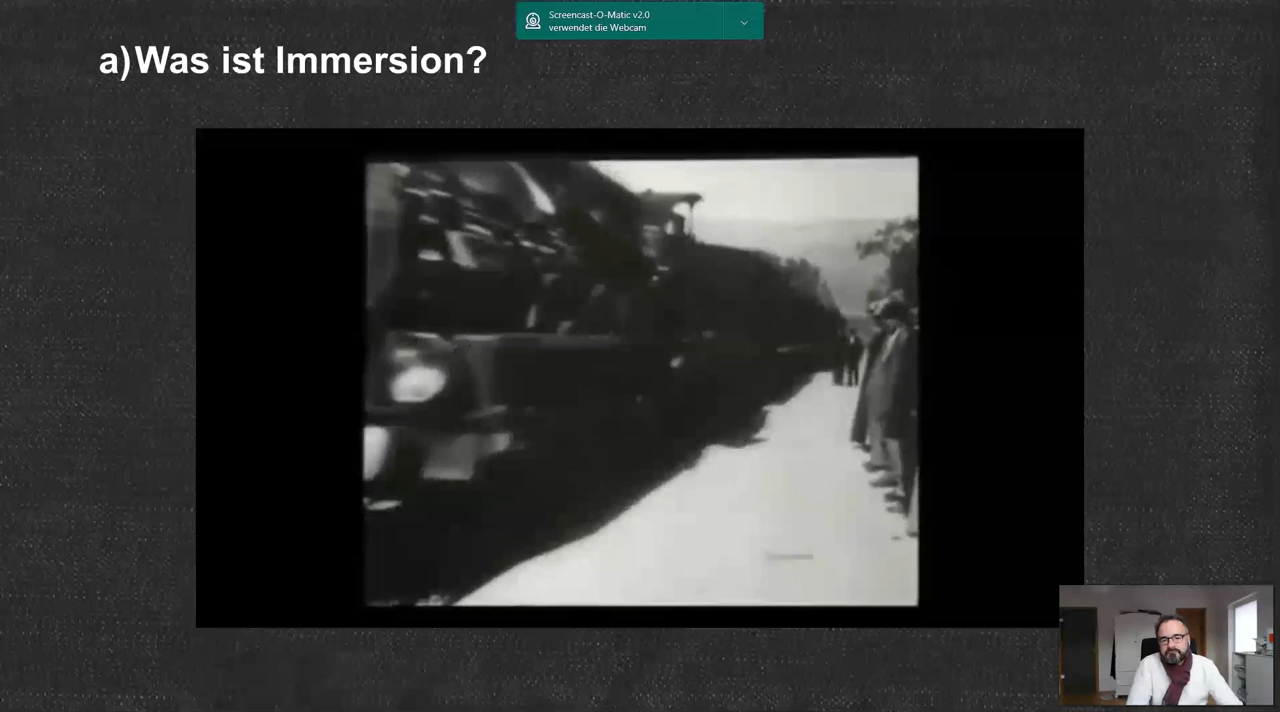 Screencast-O-Matic v2.0
verwendet die Webcam
a) Was ist Immersion?